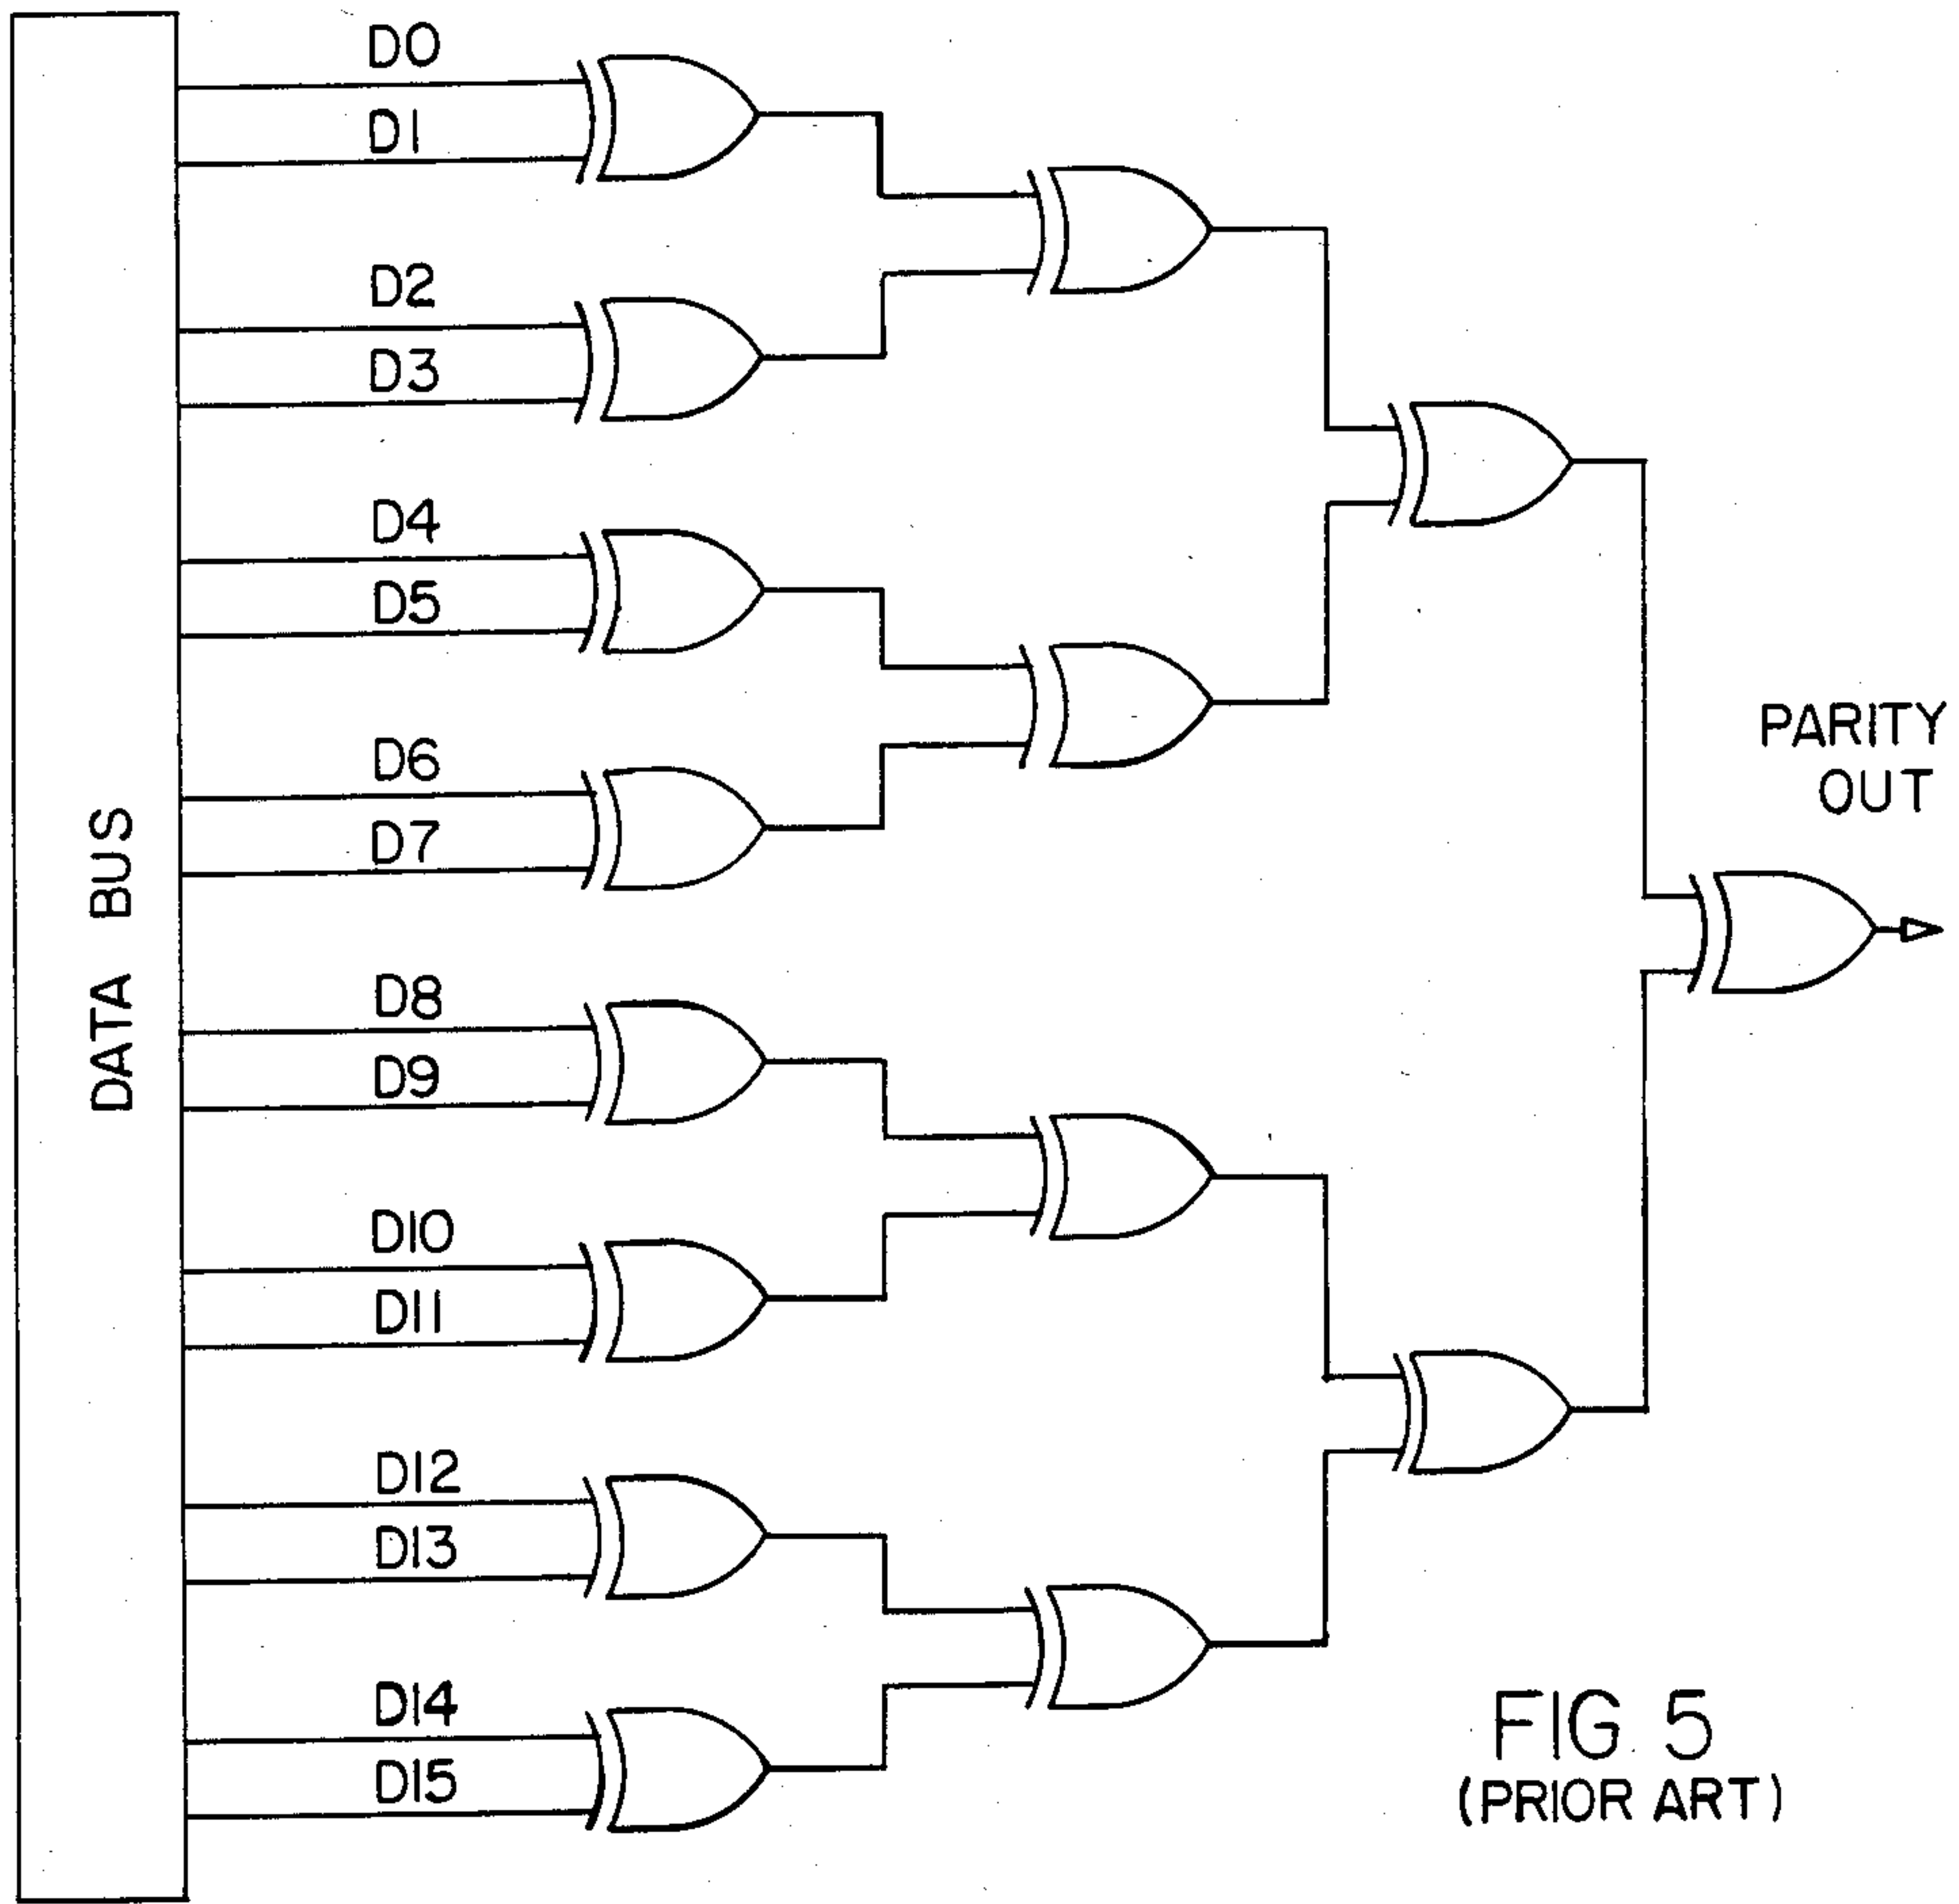 D0
D1
D2
D3
D4
D5
D6
D7
D8
D9
D10
D11
D12
D13
D14
D15
DATA BUS
PARITY
OUT
FIG. 5
(PRIOR ART)